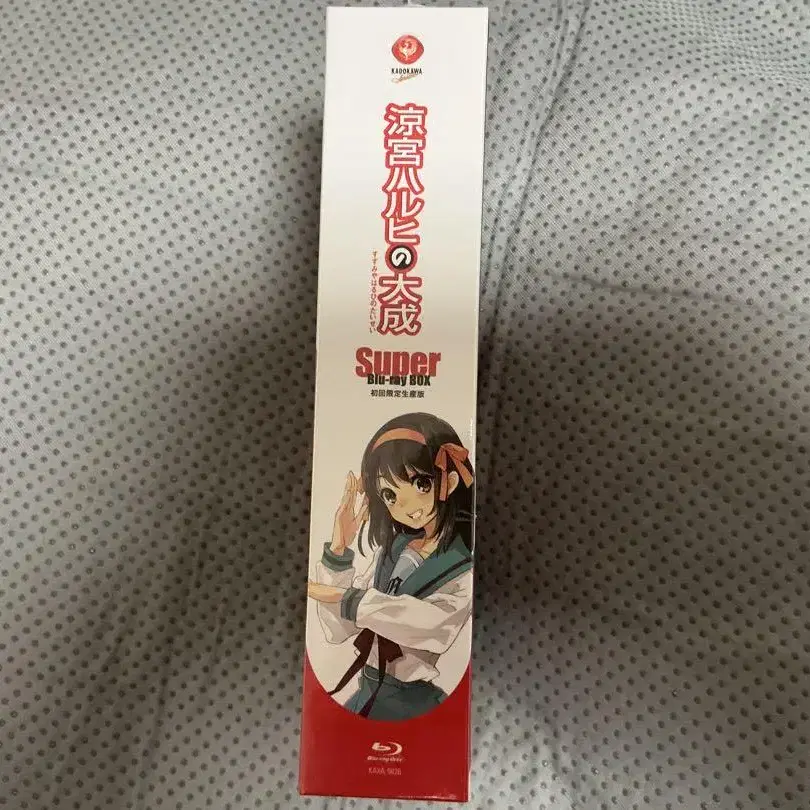 KADOKAWA
涼宮ハルヒの大成
すずみやはるひのたいせい
Super
Blu-ray BOX
初回限定生産版
Blu-ray Disc